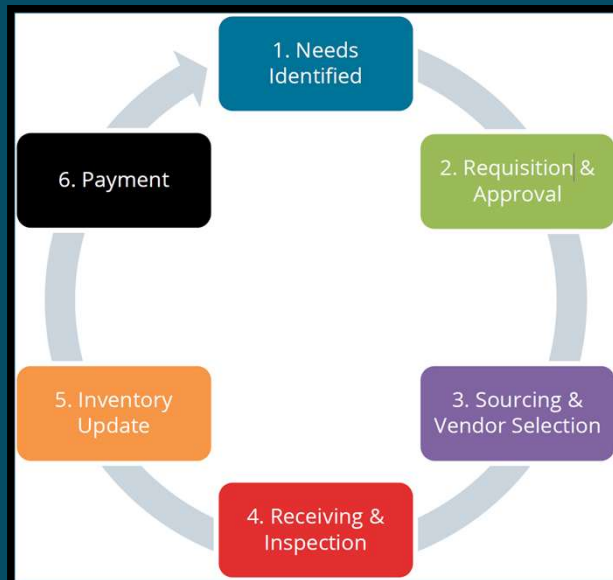 1. Needs
Identified
2. Requisition &
Approval
3. Sourcing &
Vendor Selection
4. Receiving &
Inspection
5. Inventory
Update
6. Payment